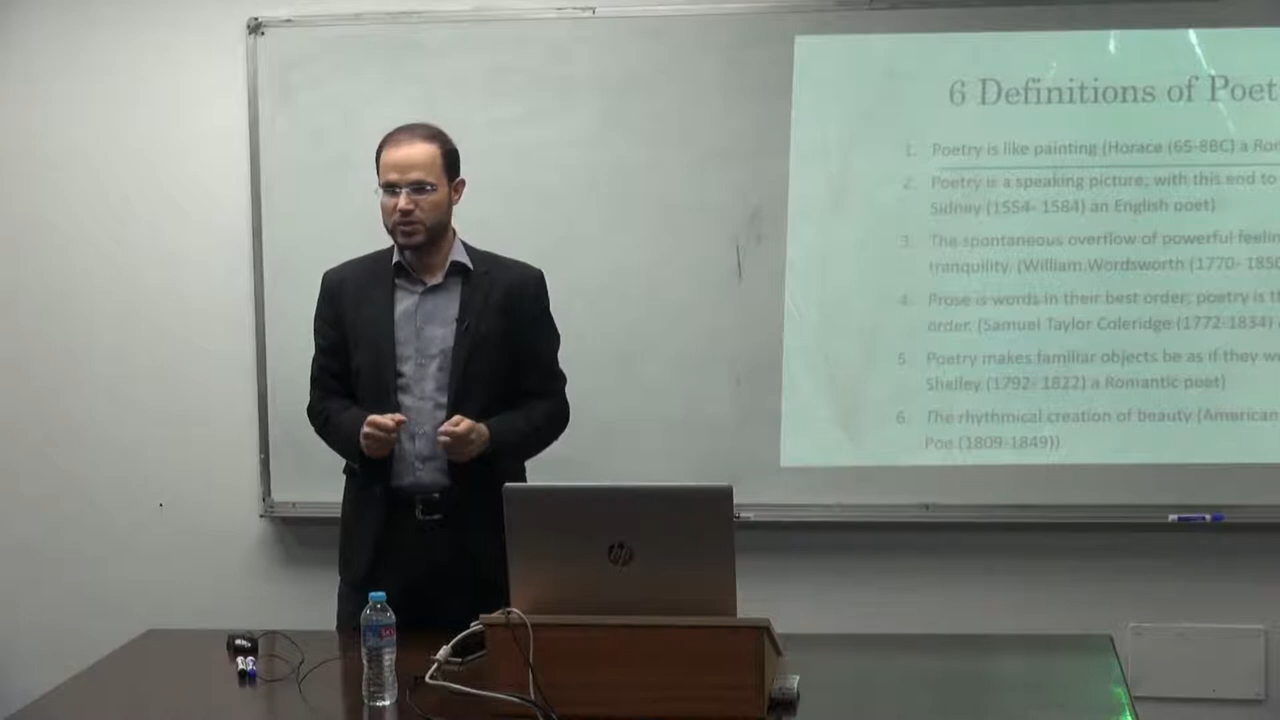 6 Definitions of Poet
1. Poetry is like painting (Horace (65-8BC) a Ro
2. Poetry is a speaking picture, with this end to
Sidney (1554- 1584) an English poet)
3. The spontaneous overflow of powerful feelin
tranquility. (William Wordsworth (1770- 1850
4. Prose is words in their best order; poetry is t
order. (Samuel Taylor Coleridge (1772-1834)
5. Poetry makes familiar objects be as if they we
Shelley (1792- 1822) a Romantic poet)
6. The rhythmical creation of beauty (American
Poe (1809-1849))
hp